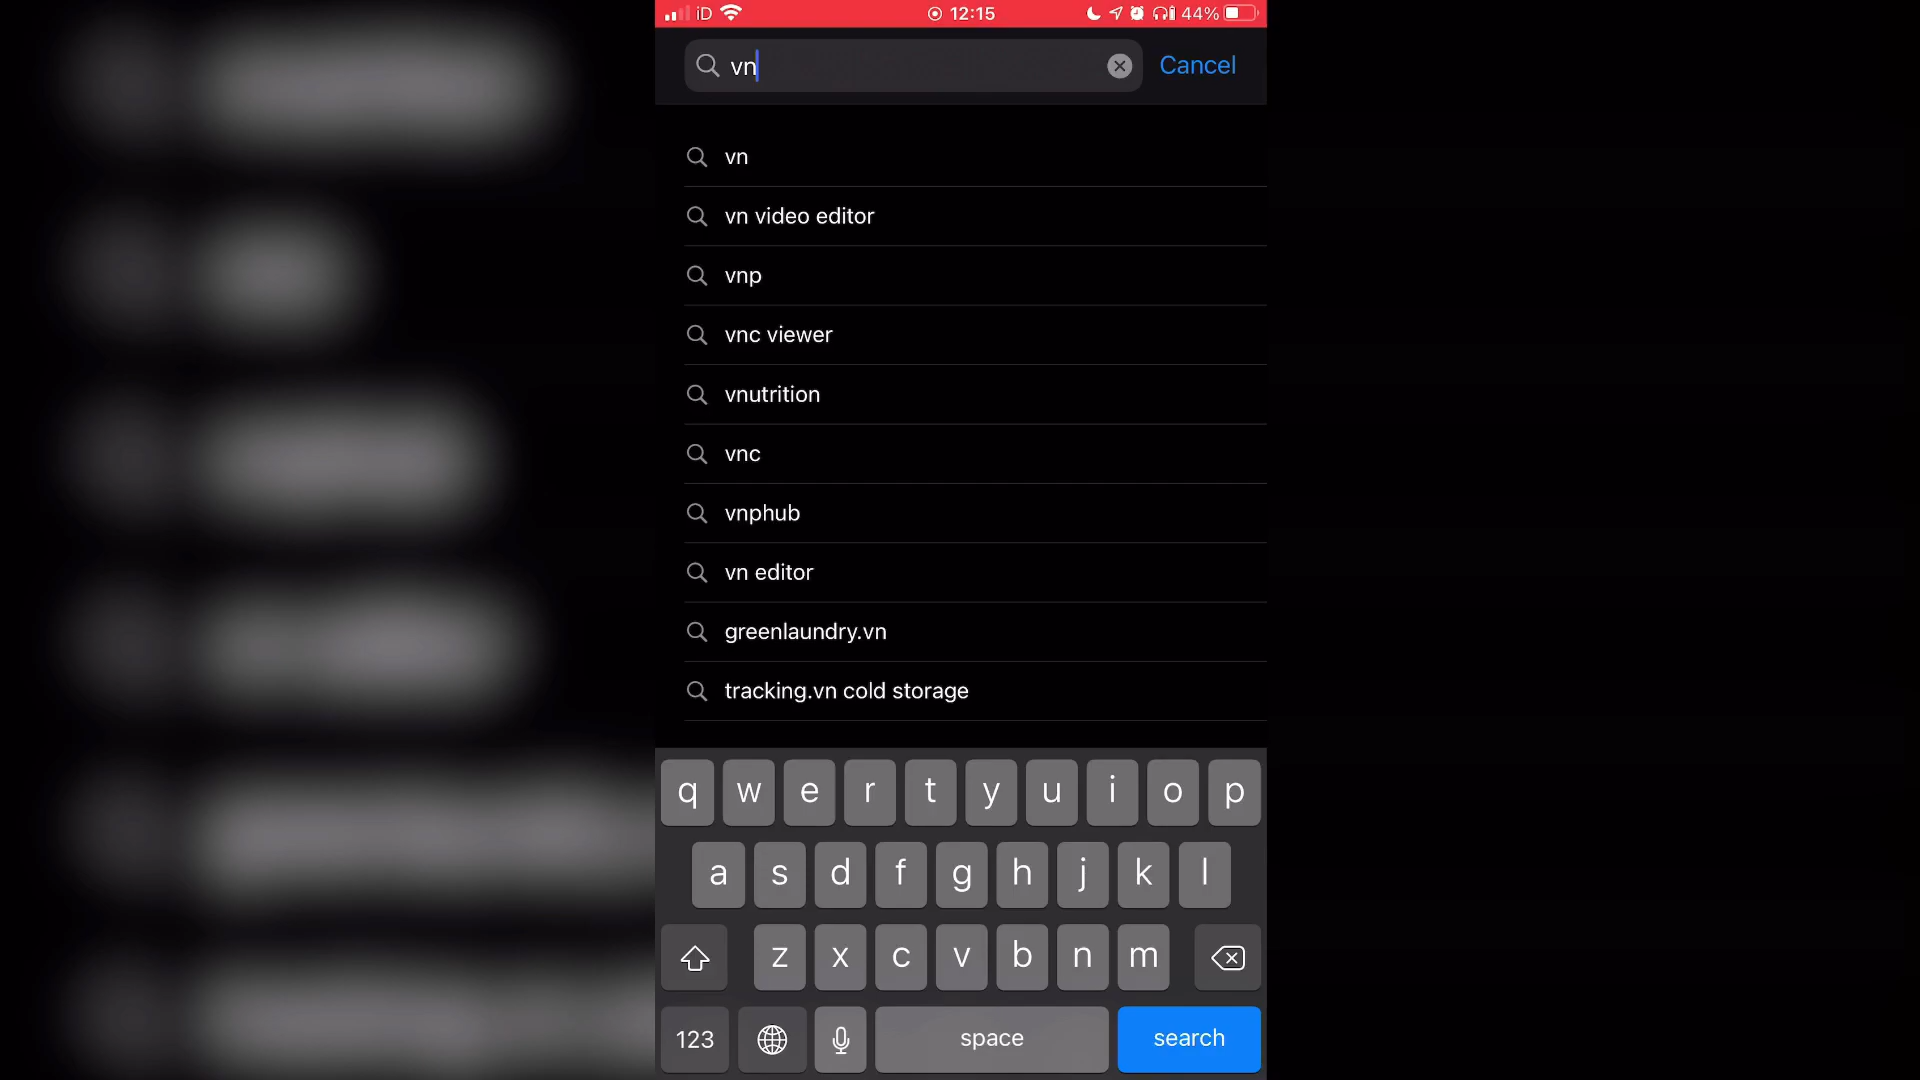 iD 12:15 44%
vn Cancel
vn
vn video editor
vnp
vnc viewer
vnutrition
vnc
vnphub
vn editor
greenlaundry.vn
tracking.vn cold storage
q w e r t y u i o p
a s d f g h j k l
z x c v b n m
123 space search